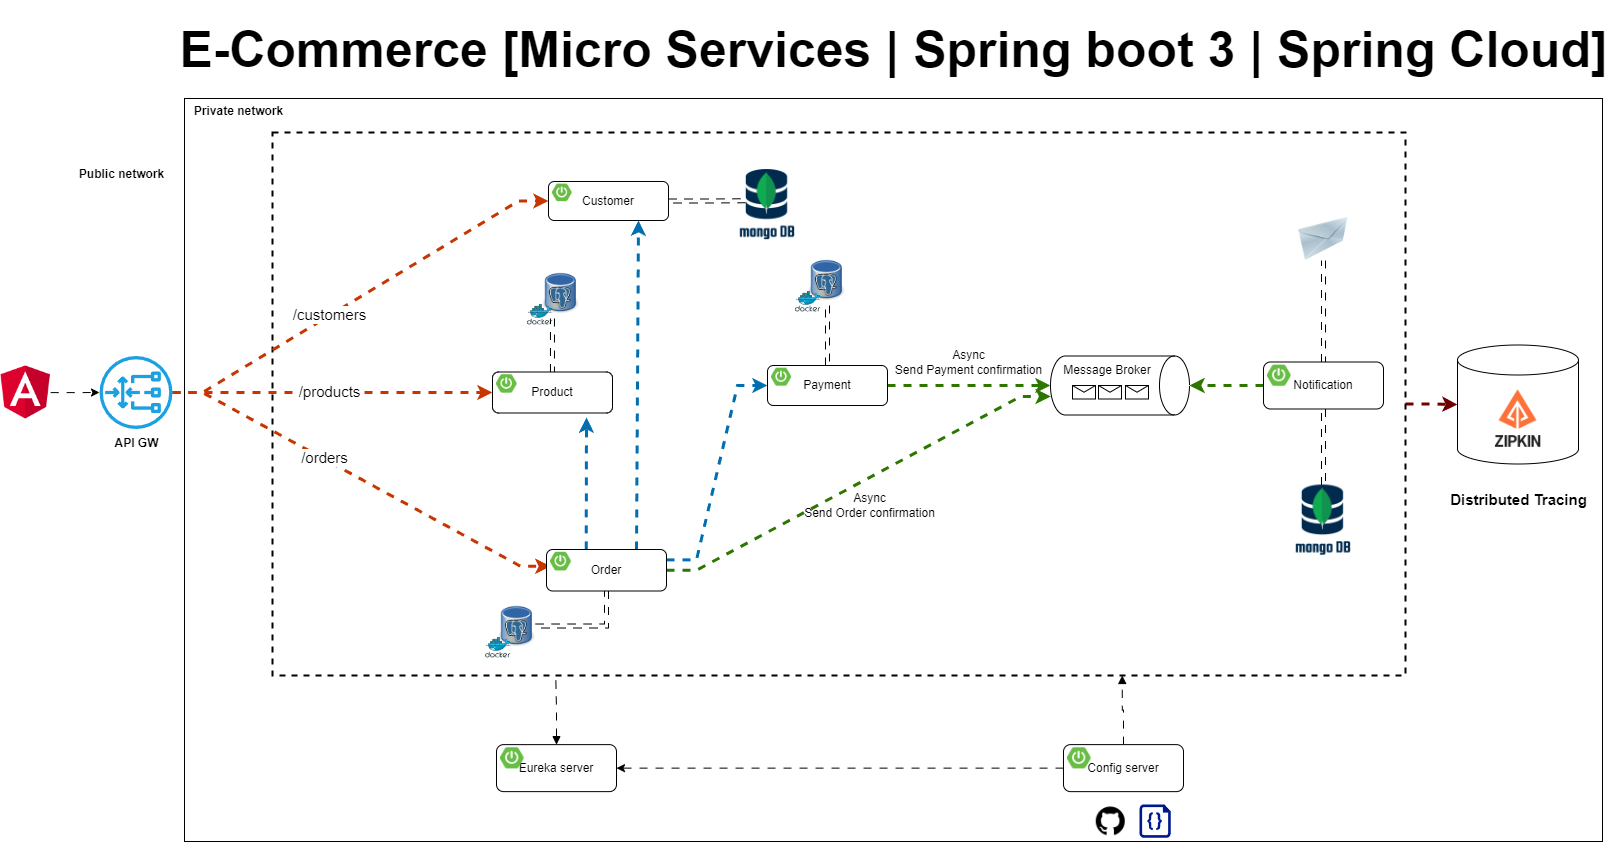 E-Commerce [Micro Services | Spring boot 3 | Spring Cloud]
Private network
Public network
Customer
mongo DB
/customers
docker
docker
Product
/products
API GW
Payment
Async
Send Payment confirmation
Message Broker
Notification
ZIPKIN
Distributed Tracing
/orders
Async
Send Order confirmation
mongo DB
Order
docker
Eureka server
Config server